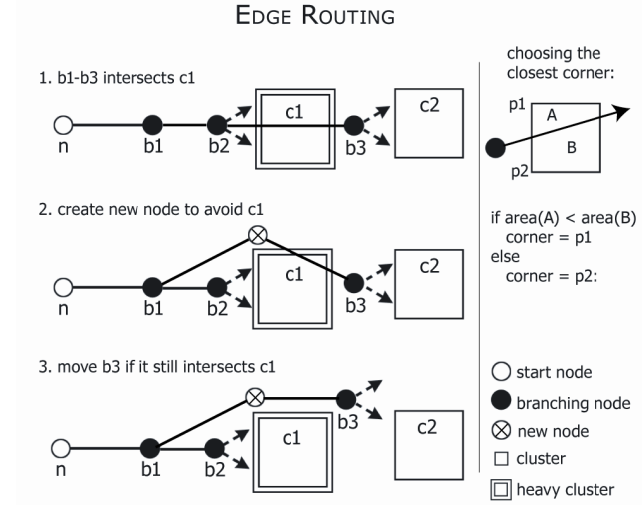 EDGE ROUTING
1. b1-b3 intersects c1
n
b1
b2
c1
b3
c2
2. create new node to avoid c1
n
b1
b2
c1
b3
c2
3. move b3 if it still intersects c1
n
b1
b2
c1
b3
c2
choosing the
closest corner:
p1
A
B
p2
if area(A) < area(B)
corner = p1
else
corner = p2:
start node
branching node
new node
cluster
heavy cluster